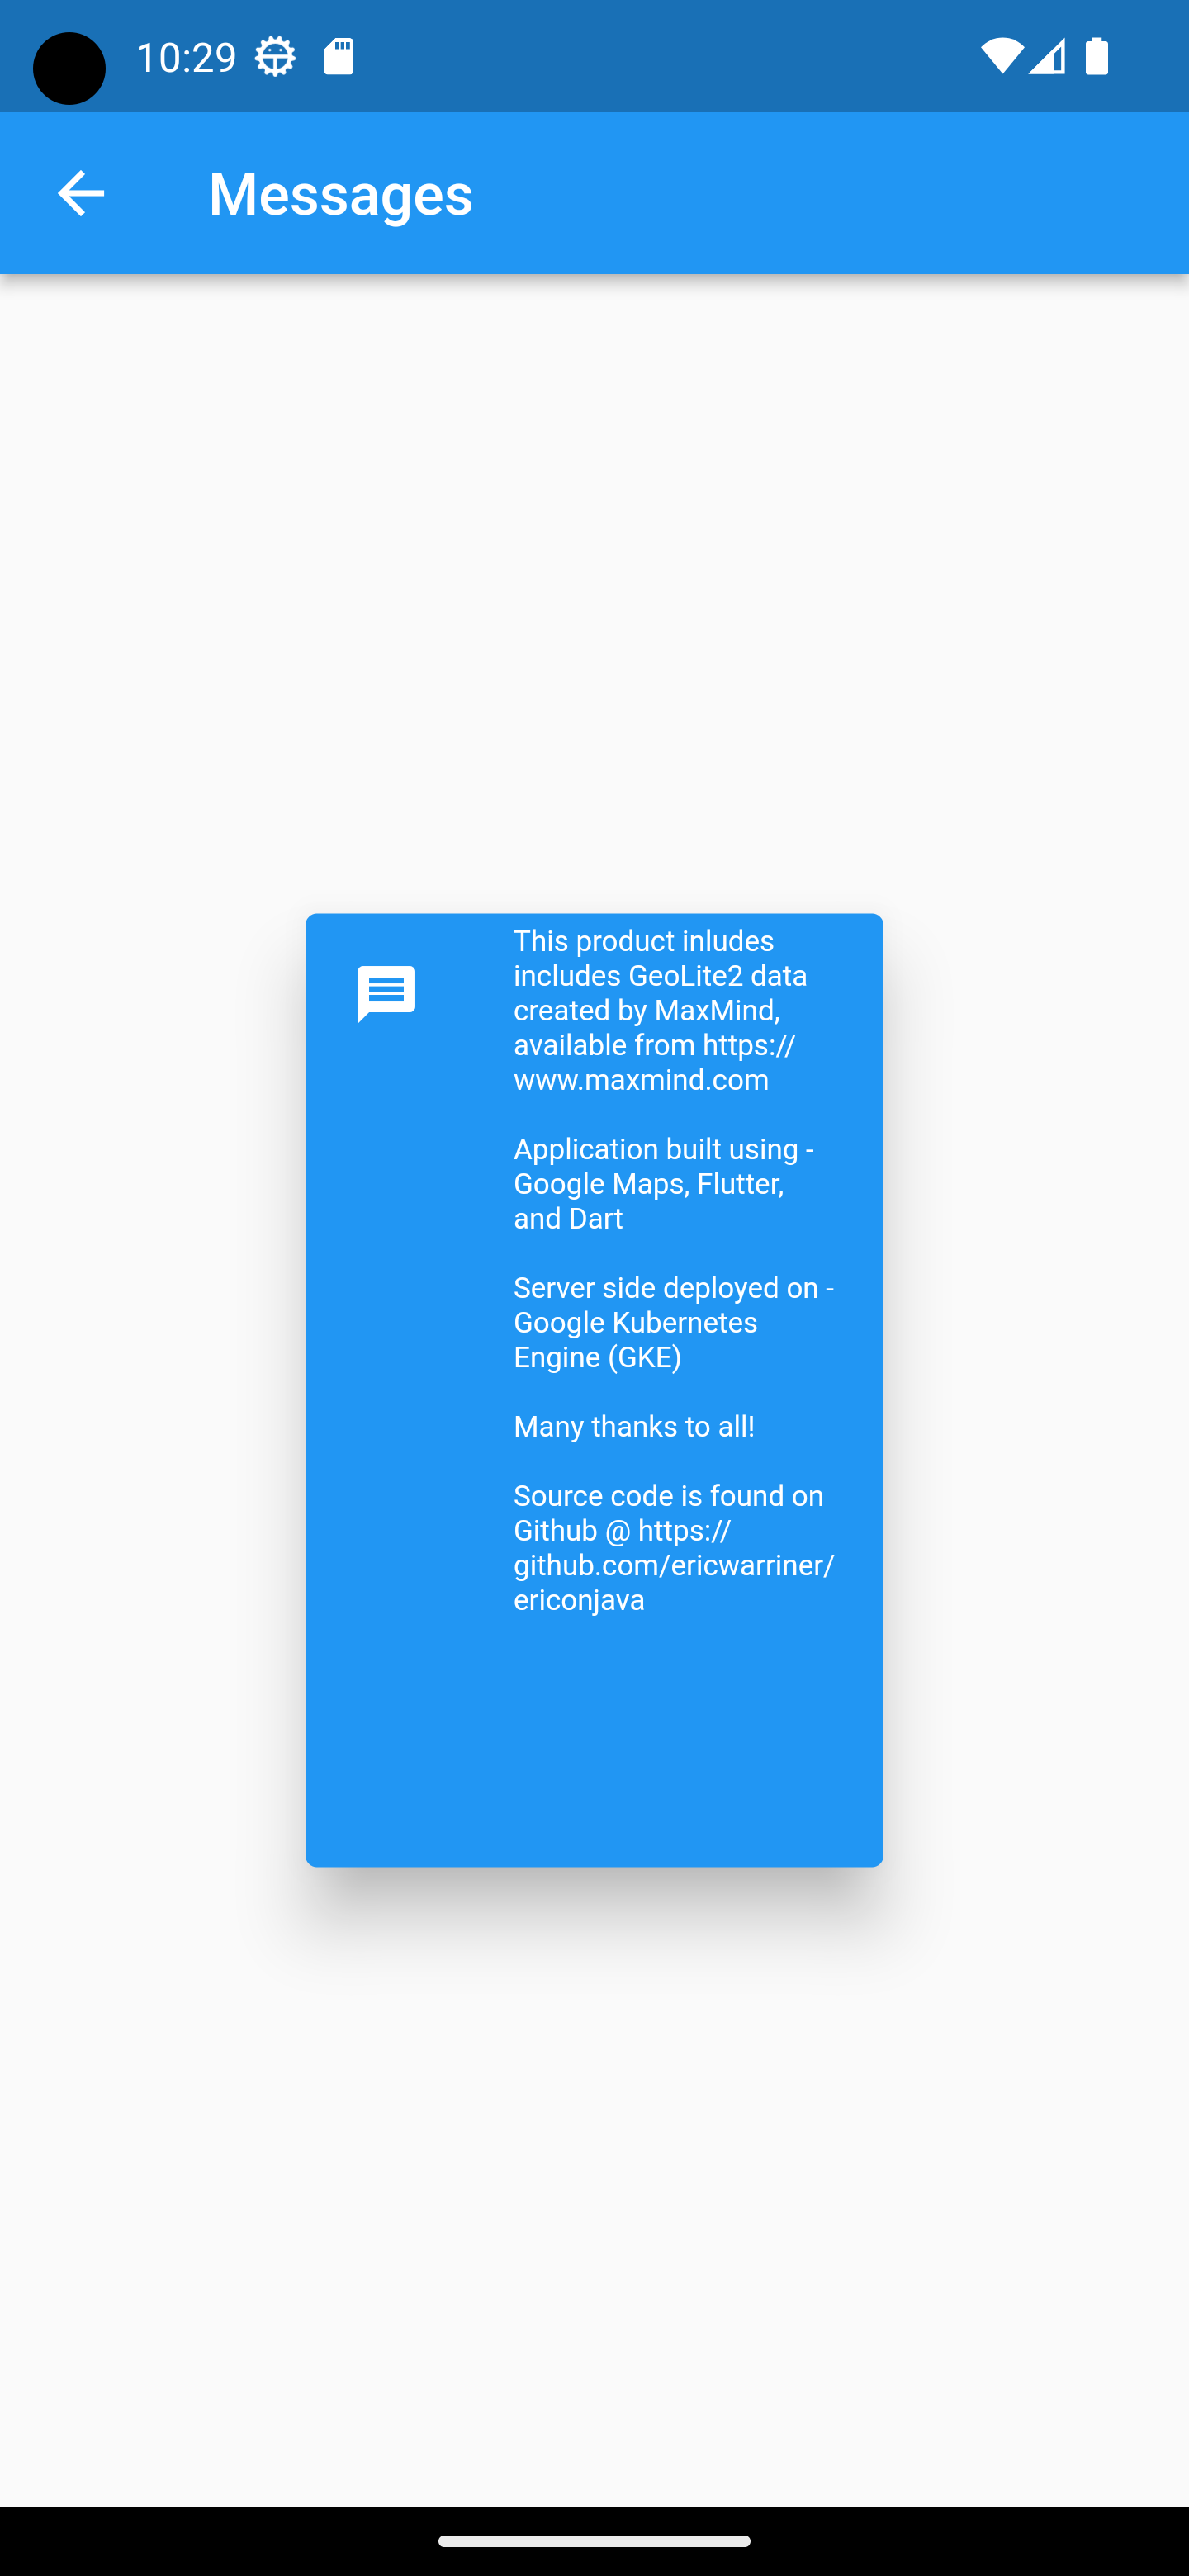 10:29
Messages
This product inludes
includes GeoLite2 data
created by MaxMind,
available from https://
www.maxmind.com
Application built using -
Google Maps, Flutter,
and Dart
Server side deployed on -
Google Kubernetes
Engine (GKE)
Many thanks to all!
Source code is found on
Github @ https://
github.com/ericwarriner/
ericonjava